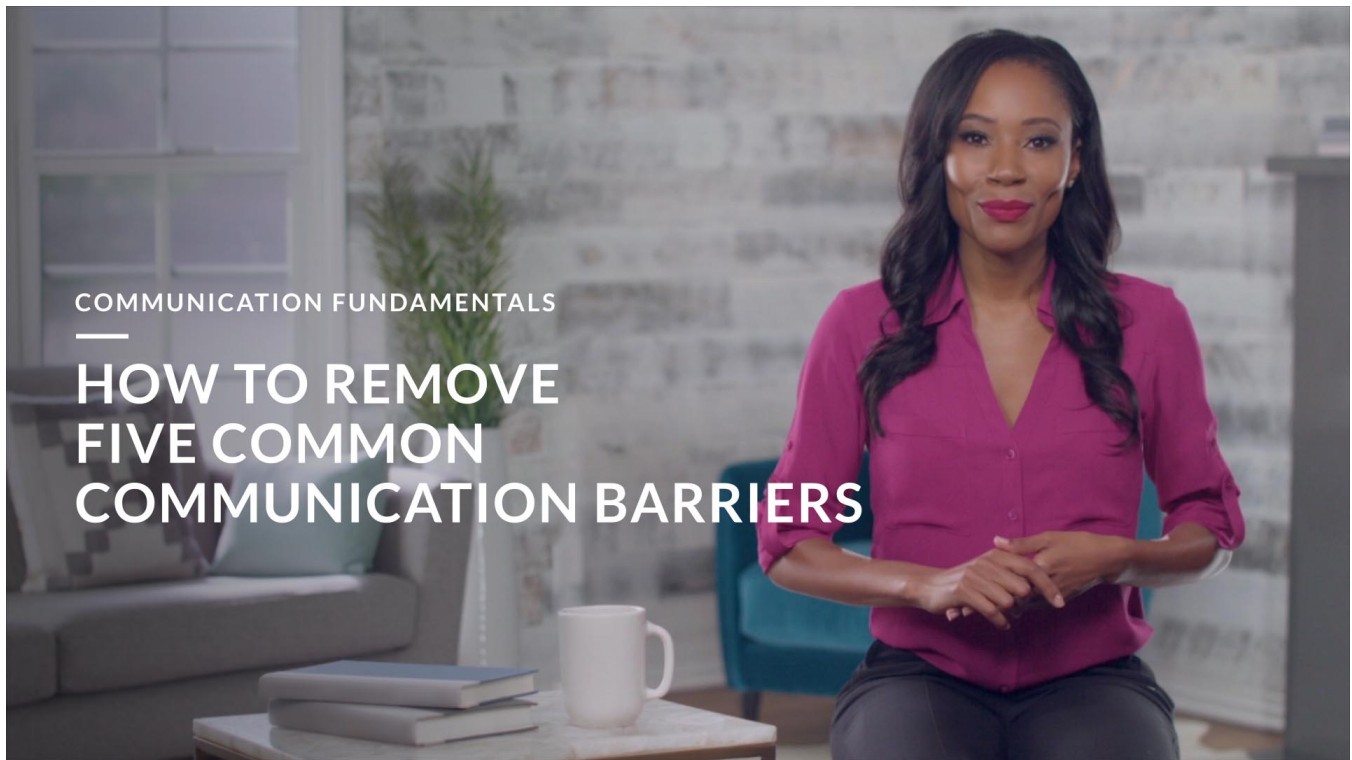 COMMUNICATION FUNDAMENTALS
HOW TO REMOVE
FIVE COMMON
COMMUNICATION BARRIERS